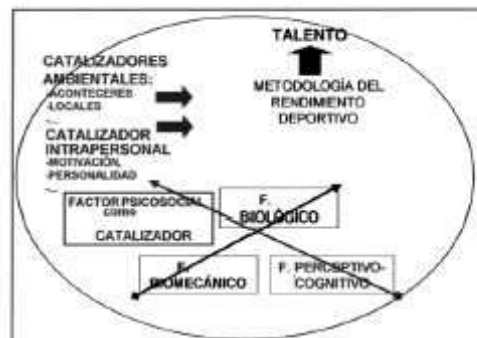 TALENTO
METODOLOGÍA DEL
RENDIMIENTO
DEPORTIVO
CATALIZADORES
AMBIENTALES:
-ACONTECERES
-LOCALES
CATALIZADOR
INTRAPERSONAL
-MOTIVACIÓN,
-PERSONALIDAD
FACTOR PSICOSOCIAL
como
CATALIZADOR
F.
BIOLÓGICO
F.
BIOMECÁNICO
F. PERCEPTIVO-
COGNITIVO